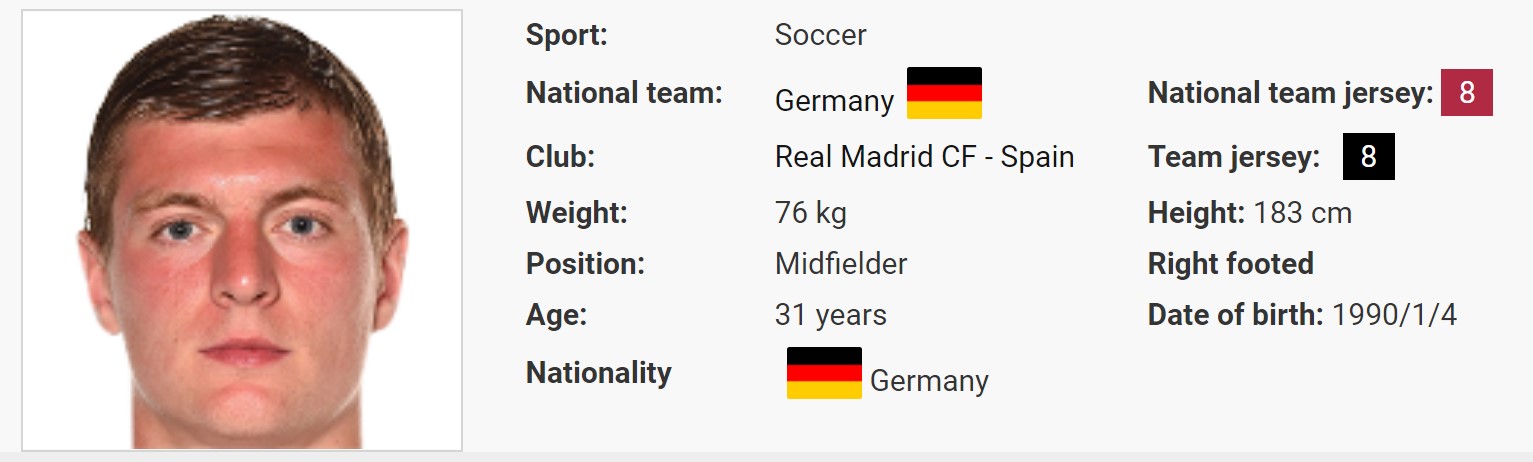 Sport: Soccer
National team: Germany National team jersey: 8
Club: Real Madrid CF - Spain Team jersey: 8
Weight: 76 kg Height: 183 cm
Position: Midfielder Right footed
Age: 31 years Date of birth: 1990/1/4
Nationality Germany